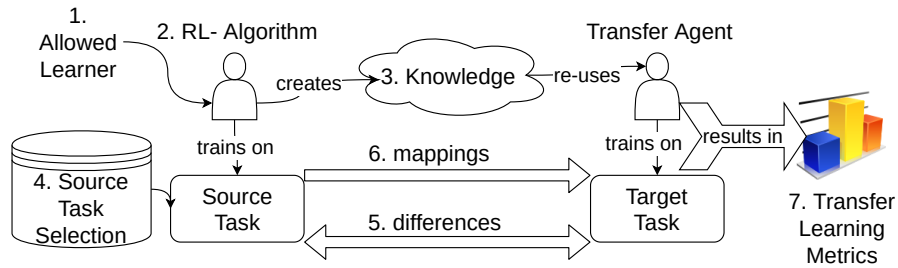 1.
Allowed
Learner
2. RL- Algorithm
creates
3. Knowledge
re-uses
Transfer Agent
trains on
trains on
results in
4. Source
Task
Selection
Source
Task
6. mappings
5. differences
Target
Task
7. Transfer
Learning
Metrics